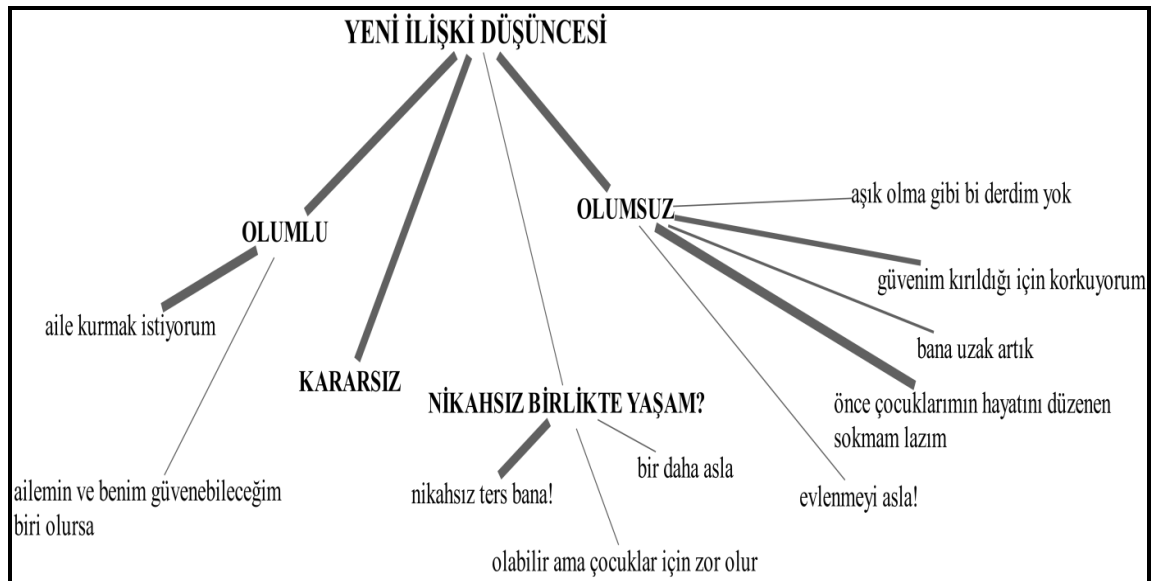 YENİ İLİŞKİ DÜŞÜNCESİ
OLUMLU
aile kurmak istiyorum
ailemin ve benim güvenebileceğim
biri olursa
KARARSIZ
NİKAHSIZ BİRLİKTE YAŞAM?
nikahsız ters bana!
olabilir ama çocuklar için zor olur
bir daha asla
OLUMSUZ
aşık olma gibi bi derdim yok
güvenim kırıldığı için korkuyorum
bana uzak artık
önce çocuklarımın hayatını düzenen
sokmam lazım
evlenmeyi asla!